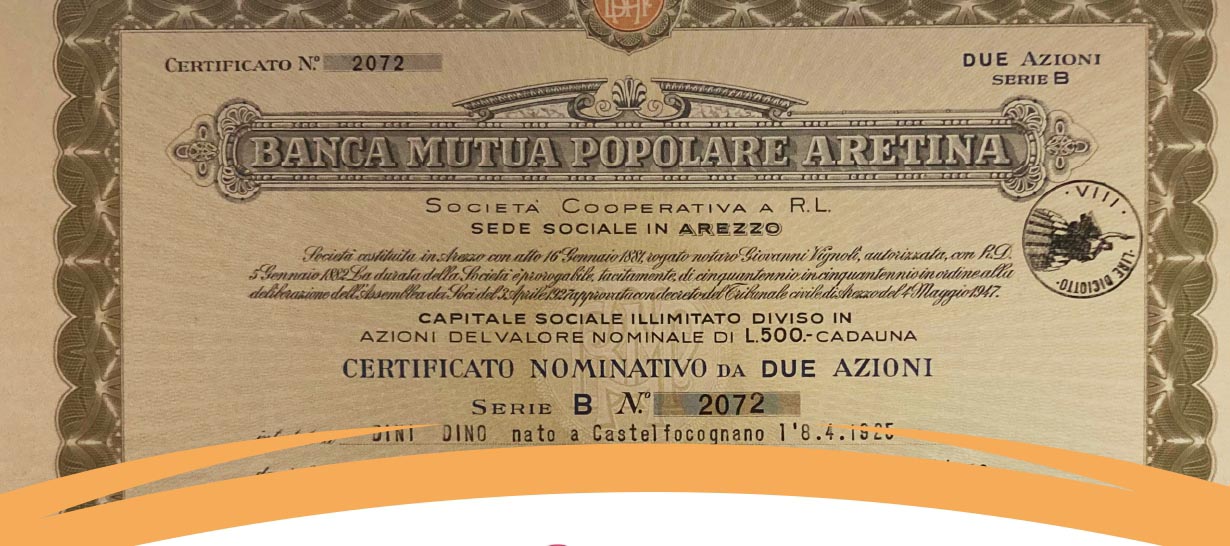 CERTIFICATO N.º 2072
DUE AZIONI
SERIE B
BANCA MUTUA POPOLARE ARETINA
SOCIETÀ COOPERATIVA A R.L.
SEDE SOCIALE IN AREZZO
· VIII ·
LIRE DICIOTTO
Società costituita in Arezzo con atto 16 Gennaio 1881, rogato notaro Giovanni Vignoli, autorizzata, con R.D.
5 Gennaio 1882. La durata della Società è prorogabile, tacitamente, di cinquantennio in cinquantennio in ordine alla
deliberazione dell'Assemblea dei Soci del 3 Aprile 1927 approvata con decreto del Tribunale civile di Arezzo del 4 Maggio 1947.
CAPITALE SOCIALE ILLIMITATO DIVISO IN
AZIONI DEL VALORE NOMINALE DI L.500.- CADAUNA
CERTIFICATO NOMINATIVO DA DUE AZIONI
SERIE B N.º 2072
DINI DINO nato a Castelfocognano l'8.4.1925